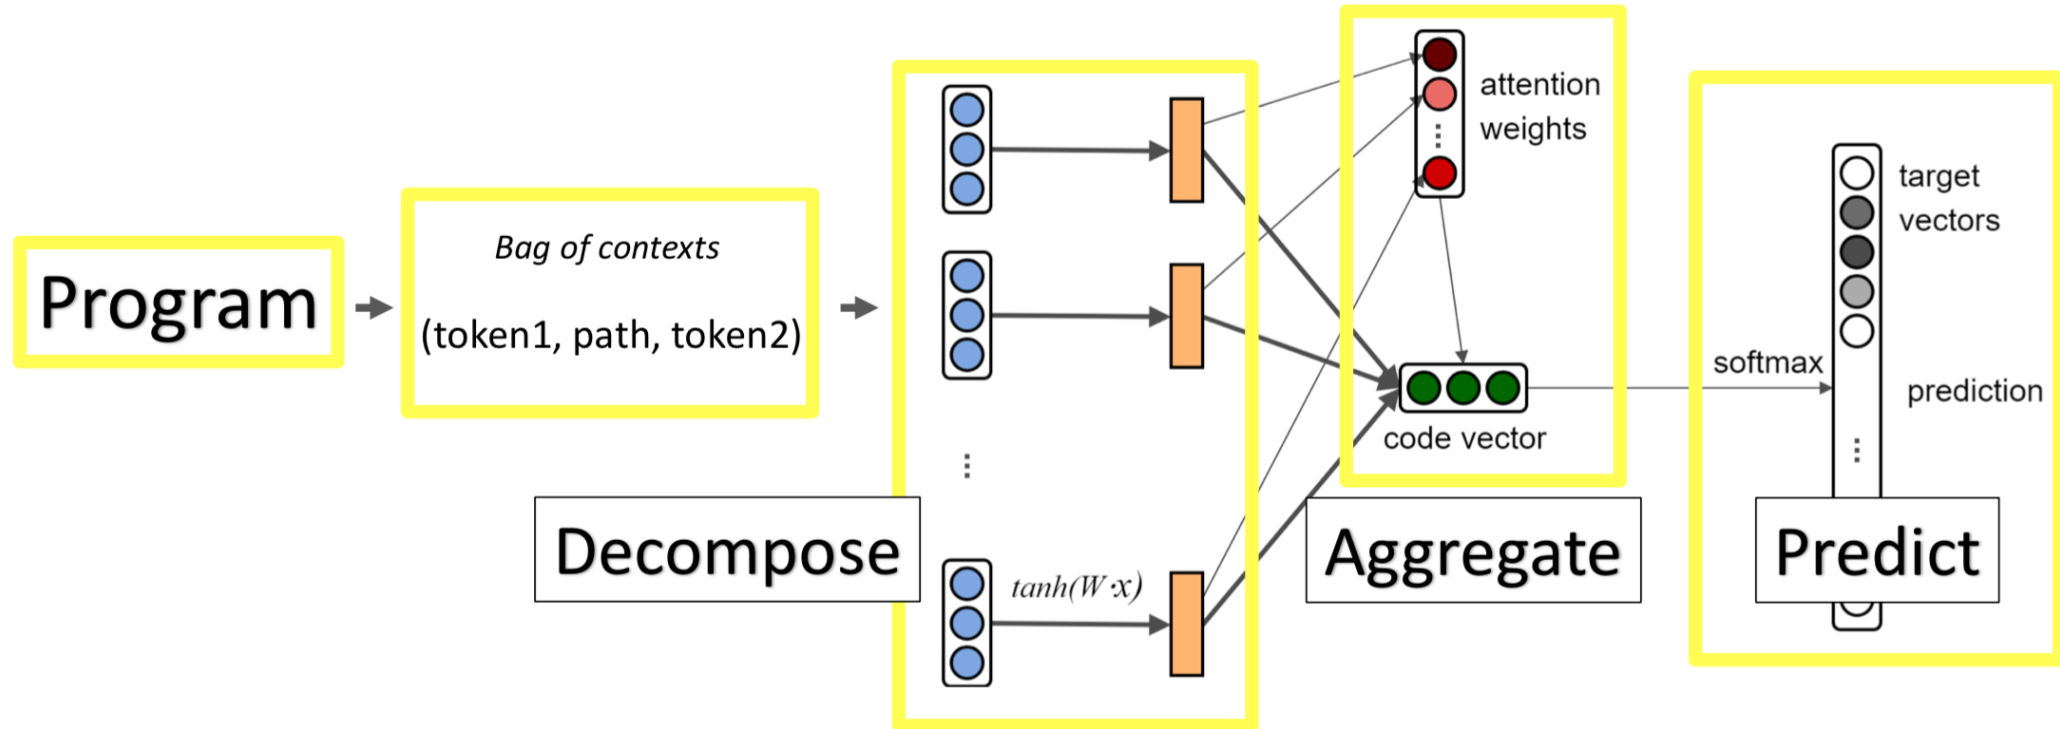 Program
Bag of contexts
(token1, path, token2)
Decompose
tanh(W·x)
attention
weights
code vector
Aggregate
softmax
target
vectors
prediction
Predict